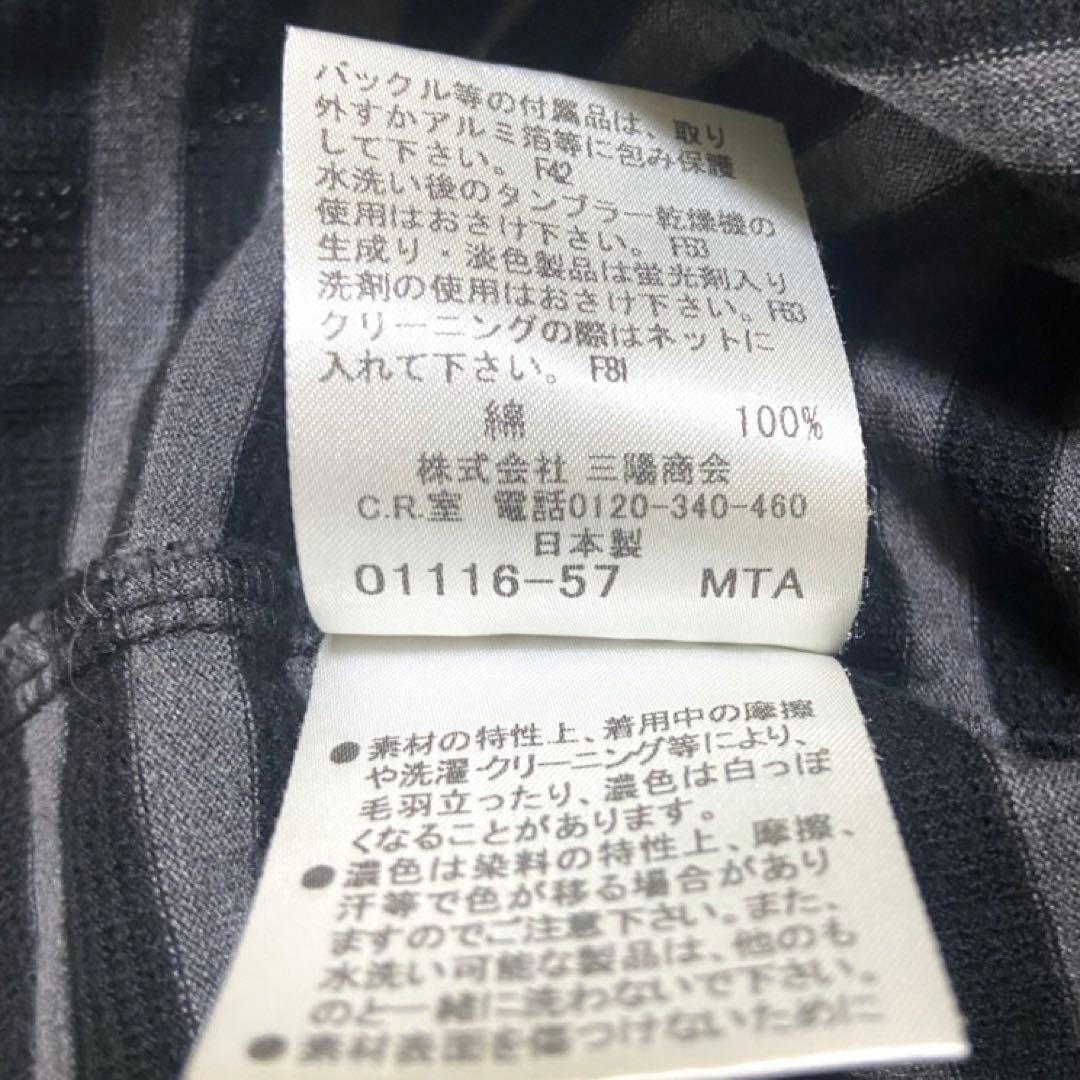 バックル等の付属品は、取り
外すかアルミ箔等に包み保護
して下さい。 F42
水洗い後のタンブラー乾燥機の
使用はおさけ下さい。 F53
生成り・淡色製品は蛍光剤入り
洗剤の使用はおさけ下さい。F63
クリーニングの際はネットに
入れて下さい。 F81
綿 100%
株式会社 三陽商会
C.R.室 電話0120-340-460
日本製
01116-57 MTA
●素材の特性上、着用中の摩擦
や洗濯・クリーニング等により、
毛羽立ったり、濃色は白っぽ
くなることがあります。
●濃色は染料の特性上、摩擦、
汗等で色が移る場合があり
ますのでご注意下さい。また、
水洗い可能な製品は、他のも
のと一緒に洗わないで下さい。
●素材表面を傷つけないために